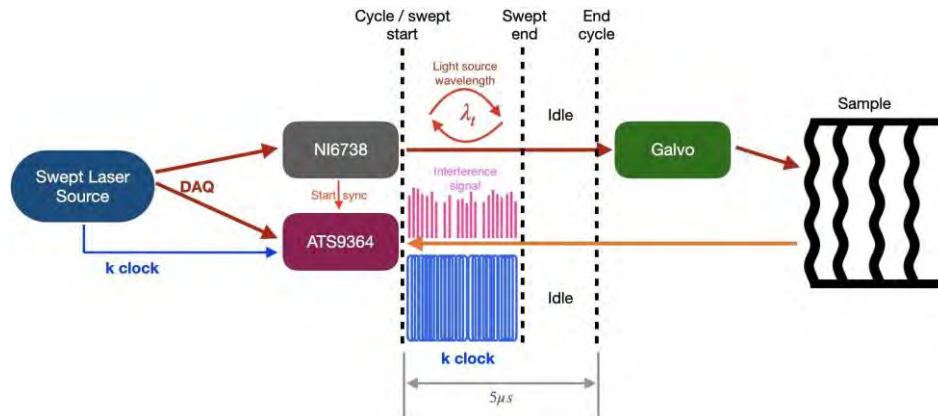 Cycle / swept
start
Swept
end
End
cycle
Light source
wavelength
λt
Idle
Sample
NI6738
Galvo
Swept Laser
Source
DAQ
Start sync
Interference
signal
ATS9364
k clock
Idle
k clock
5μs